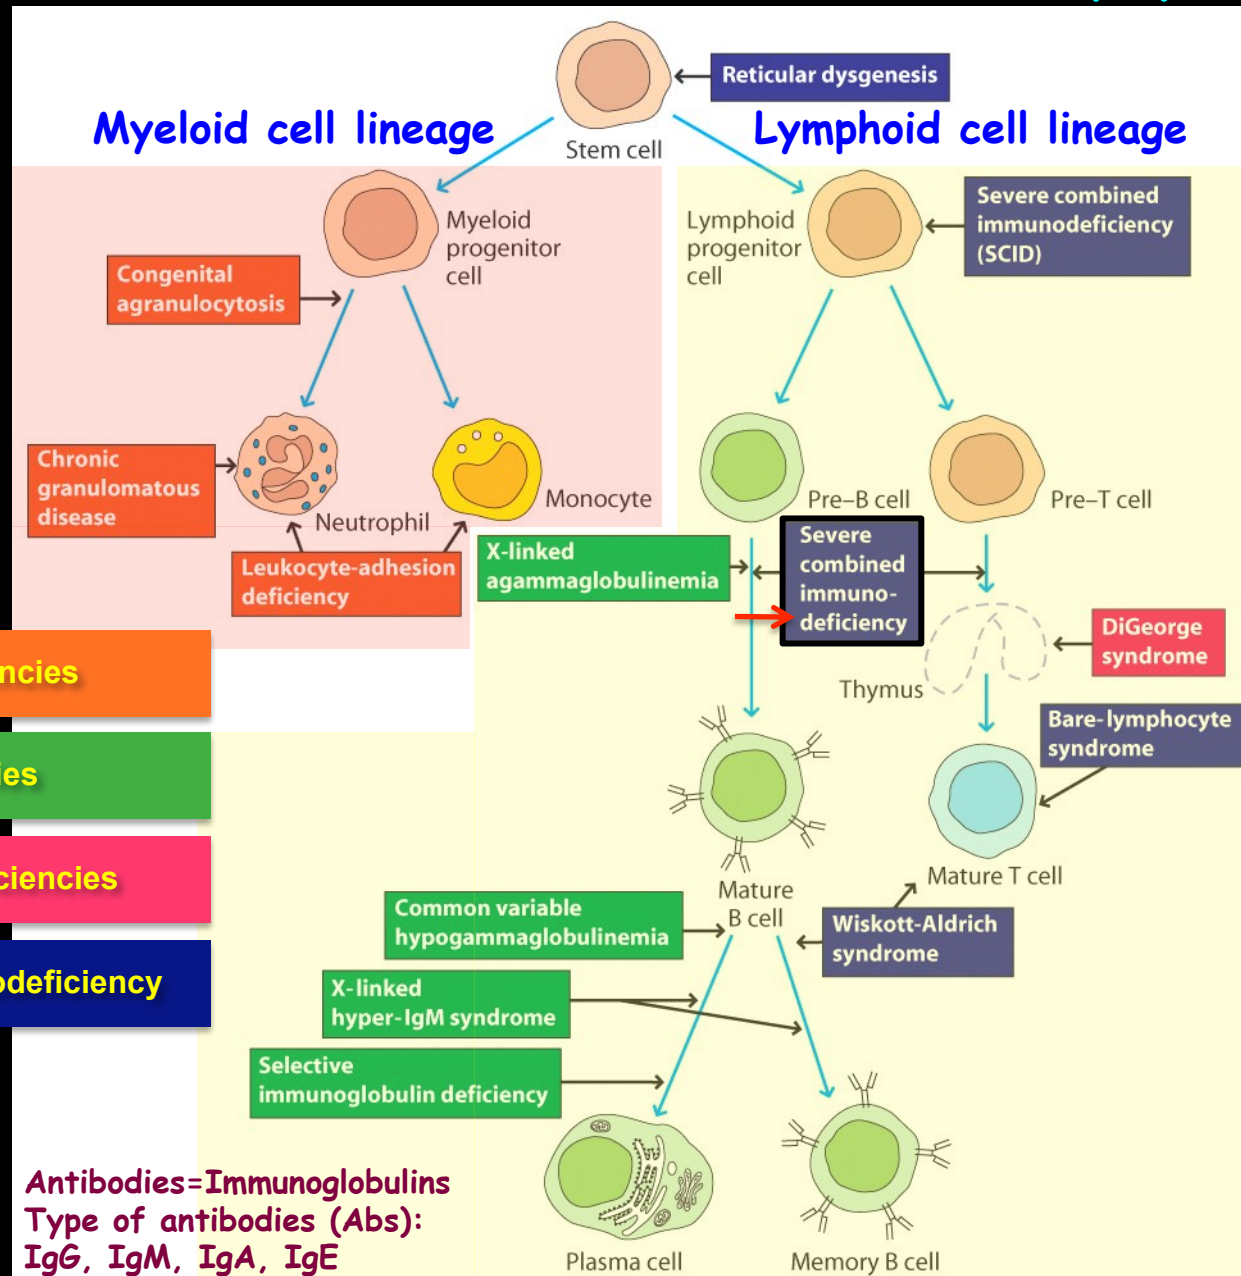 Reticular dysgenesis
Myeloid cell lineage
Lymphoid cell lineage
Stem cell
Myeloid
progenitor
cell
Lymphoid
progenitor
cell
Severe combined
immunodeficiency
(SCID)
Congenital
agranulocytosis
Chronic
granulomatous
disease
Neutrophil
Monocyte
Leukocyte-adhesion
deficiency
Pre–B cell
Pre–T cell
X-linked
agammaglobulinemia
Severe
combined
immuno-
deficiency
DiGeorge
syndrome
Thymus
Bare-lymphocyte
syndrome
ncies
ies
ciencies
odeficiency
Mature
B cell
Mature T cell
Common variable
hypogammaglobulinemia
Wiskott-Aldrich
syndrome
X-linked
hyper-IgM syndrome
Selective
immunoglobulin deficiency
Antibodies=Immunoglobulins
Type of antibodies (Abs):
IgG, IgM, IgA, IgE
Plasma cell
Memory B cell